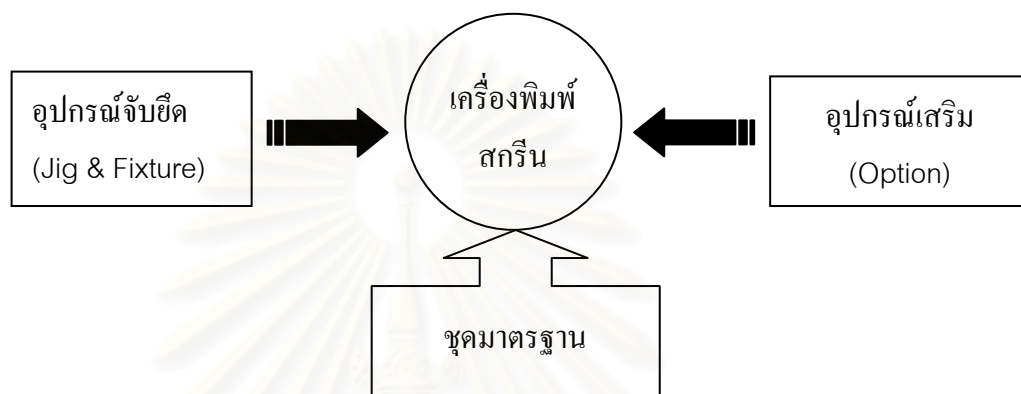 อุปกรณ์จับยึด
(Jig & Fixture)
เครื่องพิมพ์
สกรีน
อุปกรณ์เสริม
(Option)
ชุดมาตรฐาน